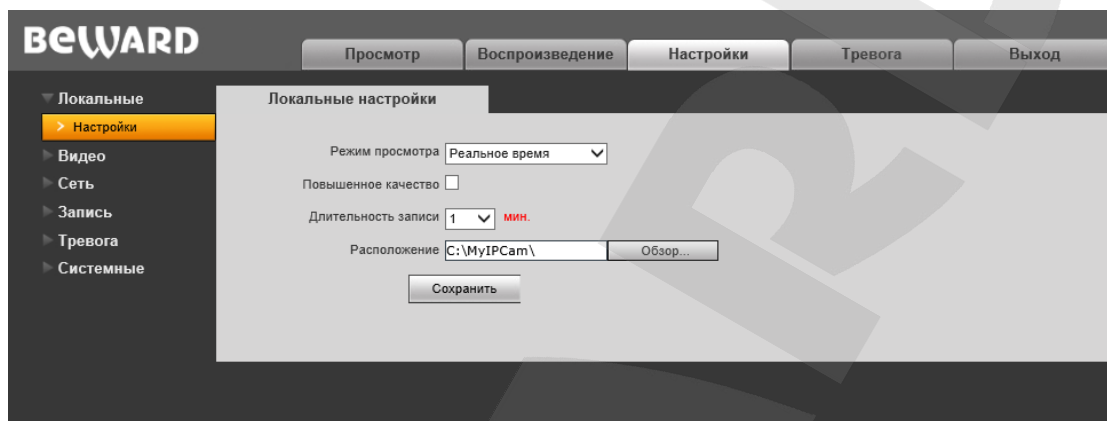 BEWARD
Просмотр Воспроизведение Настройки Тревога Выход
Локальные
Настройки
Видео
Сеть
Запись
Тревога
Системные
Локальные настройки
Режим просмотра Реальное время
Повышенное качество
Длительность записи 1 мин.
Расположение C:\MyIPCam\ Обзор...
Сохранить